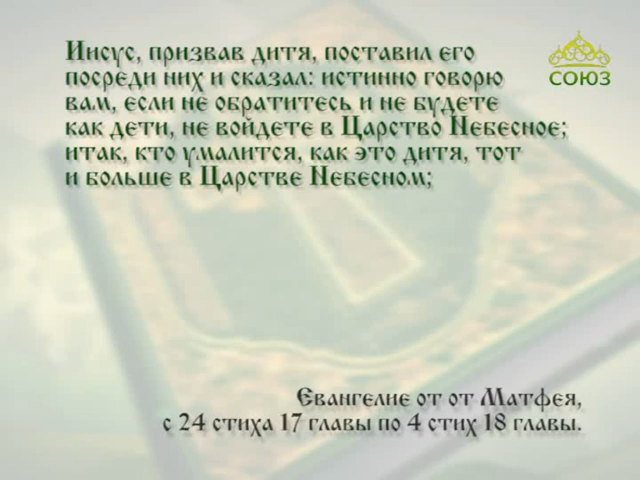 Иисус, призвав дитя, поставил его
посреди них и сказал: истинно говорю
вам, если не обратитесь и не будете
как дети, не войдете в Царство Небесное;
итак, кто умалится, как это дитя, тот
и больше в Царстве Небесном;
СОЮЗ
Евангелие от от Матфея,
с 24 стиха 17 главы по 4 стих 18 главы.